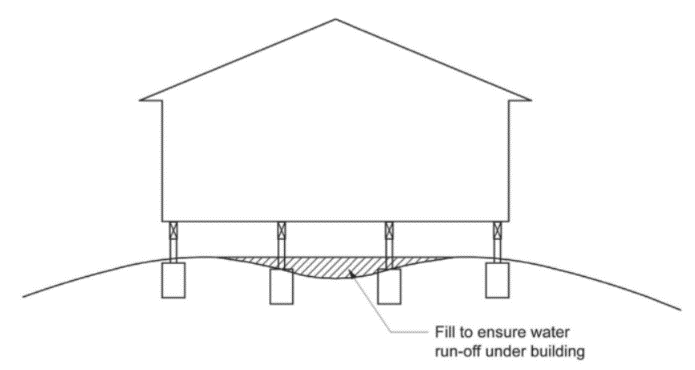 Fill to ensure water
run-off under building